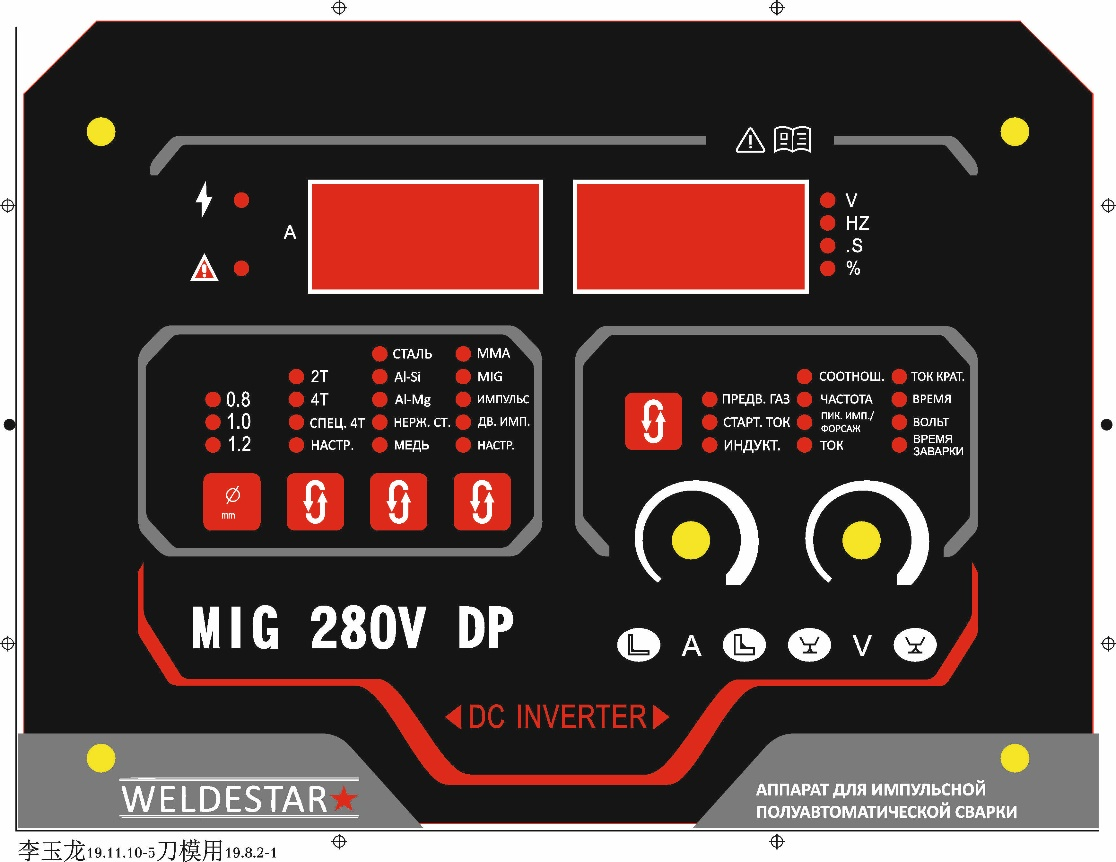 A
V
HZ
.S
%
СТАЛЬ
MMA
2T
Al-Si
MIG
0.8
4T
Al-Mg
ИМПУЛЬС
1.0
СПЕЦ. 4T
НЕРЖ. СТ.
ДВ. ИМП.
1.2
НАСТР.
МЕДЬ
НАСТР.
Ø
mm
СООТНОШ.
ТОК КРАТ.
ПРЕДВ. ГАЗ
ЧАСТОТА
ВРЕМЯ
СТАРТ. ТОК
ПИК. ИМП./
ФОРСАЖ
ВОЛЬТ
ИНДУКТ.
ТОК
ВРЕМЯ
ЗАВАРКИ
MIG 280V DP
A
V
DC INVERTER
WELDESTAR
АППАРАТ ДЛЯ ИМПУЛЬСНОЙ
ПОЛУАВТОМАТИЧЕСКОЙ СВАРКИ
李玉龙19.11.10-5刀模用19.8.2-1